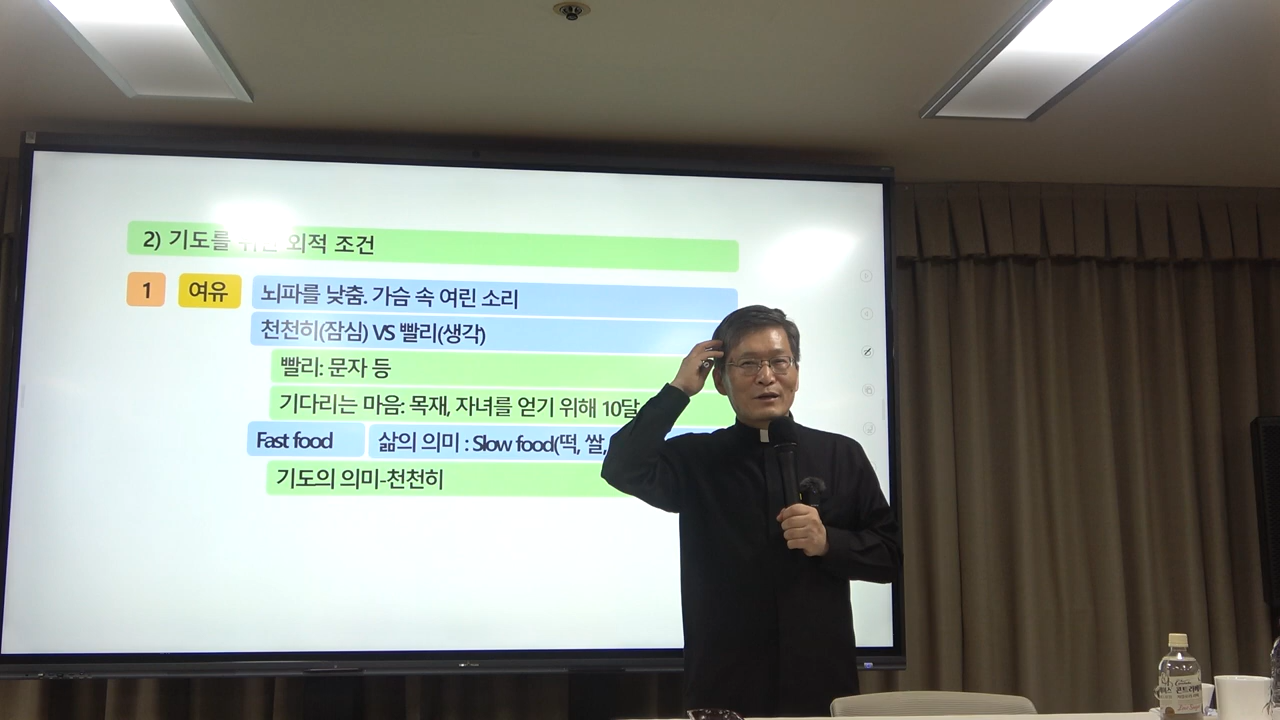 2) 기도를 위한 외적 조건
1 여유 뇌파를 낮춤. 가슴 속 여린 소리
천천히(잠심) VS 빨리(생각)
빨리: 문자 등
기다리는 마음: 목재, 자녀를 얻기 위해 10달
Fast food 삶의 의미 : Slow food(떡, 쌀,
기도의 의미-천천히